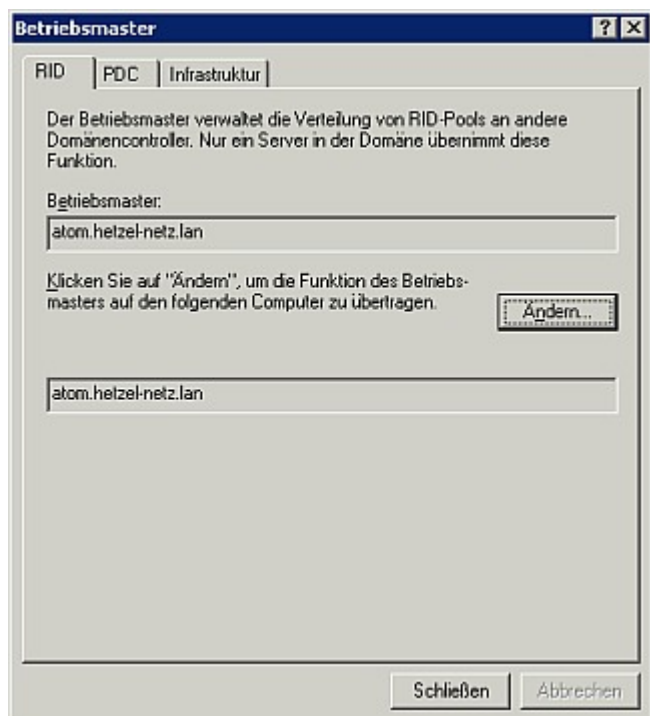 Betriebsmaster
RID
PDC
Infrastruktur
Der Betriebsmaster verwaltet die Verteilung von RID-Pools an andere
Domänencontroller. Nur ein Server in der Domäne übernimmt diese
Funktion.
Betriebsmaster:
atom.hetzel-netz.lan
Klicken Sie auf "Ändern", um die Funktion des Betriebs-
masters auf den folgenden Computer zu übertragen.
Ändern...
atom.hetzel-netz.lan
Schließen
Abbrechen